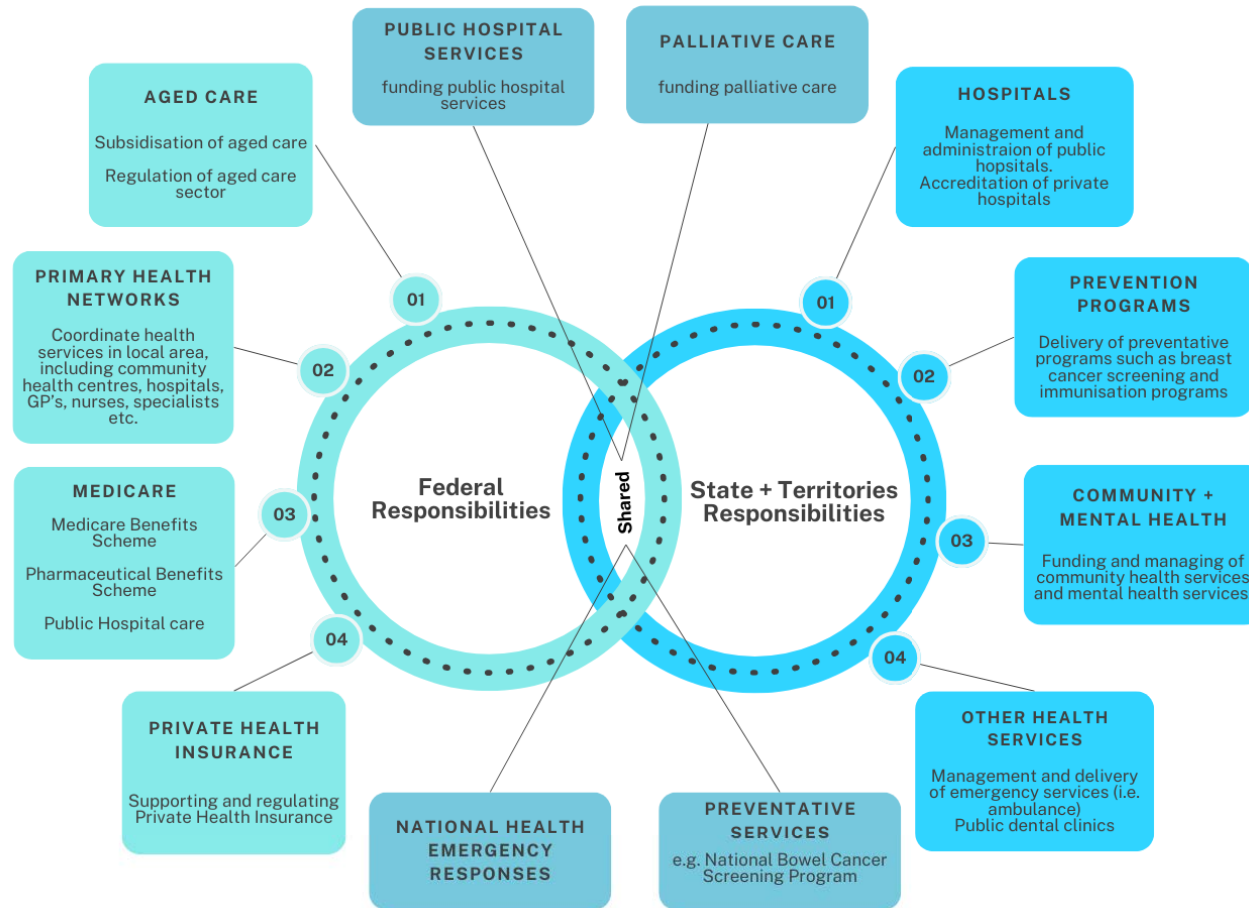 PUBLIC HOSPITAL
SERVICES
funding public hospital
services
PALLIATIVE CARE
funding palliative care
AGED CARE
Subsidisation of aged care
Regulation of aged care
sector
HOSPITALS
Management and
administraion of public
hopsitals.
Accreditation of private
hospitals
PRIMARY HEALTH
NETWORKS
Coordinate health
services in local area,
including community
health centres, hospitals,
GP's, nurses, specialists
etc.
PREVENTION
PROGRAMS
Delivery of preventative
programs such as breast
cancer screening and
immunisation programs
01
02
03
04
01
02
03
04
Federal
Responsibilities
Shared
State + Territories
Responsibilities
MEDICARE
Medicare Benefits
Scheme
Pharmaceutical Benefits
Scheme
Public Hospital care
COMMUNITY +
MENTAL HEALTH
Funding and managing of
community health services
and mental health services
PRIVATE HEALTH
INSURANCE
Supporting and regulating
Private Health Insurance
NATIONAL HEALTH
EMERGENCY
RESPONSES
PREVENTATIVE
SERVICES
e.g. National Bowel Cancer
Screening Program
OTHER HEALTH
SERVICES
Management and delivery
of emergency services (i.e.
ambulance)
Public dental clinics